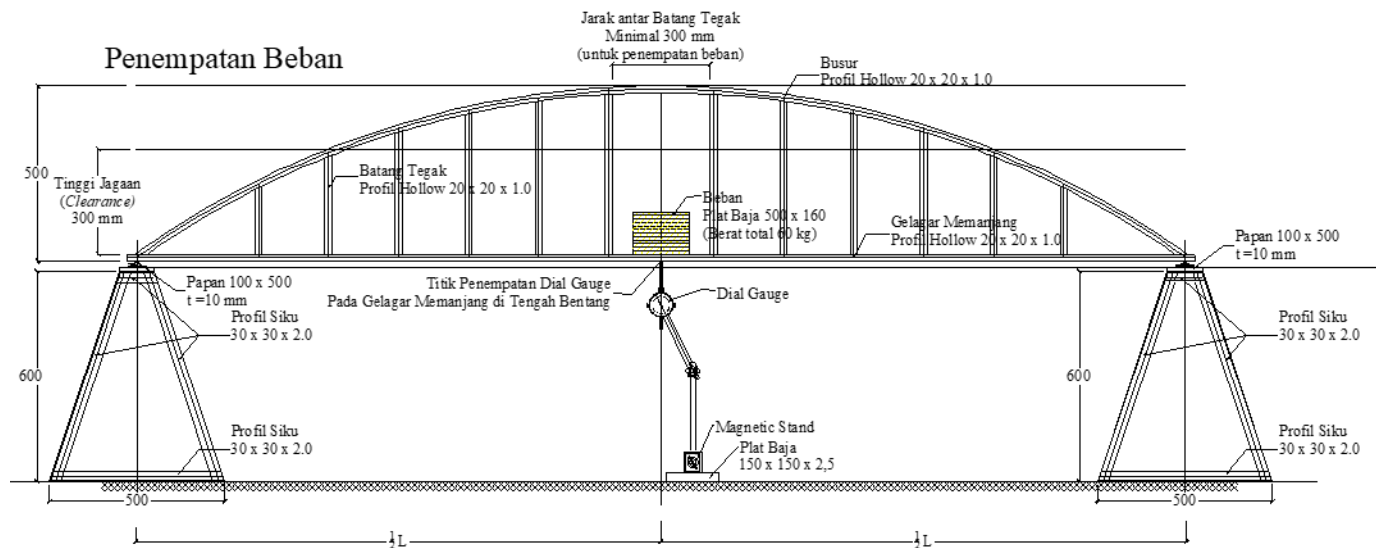 Penempatan Beban
Jarak antar Batang Tegak
Minimal 300 mm
(untuk penempatan beban)
Busur
Profil Hollow 20 x 20 x 1.0
500
Tinggi Jagaan
(Clearance)
300 mm
Batang Tegak
Profil Hollow 20 x 20 x 1.0
Beban
Plat Baja 500 x 160
(Berat total 60 kg)
Gelagar Memanjang
Profil Hollow 20 x 20 x 1.0
Papan 100 x 500
t=10 mm
Papan 100 x 500
t =10 mm
Titik Penempatan Dial Gauge
Pada Gelagar Memanjang di Tengah Bentang
Dial Gauge
Profil Siku
30 x 30 x 2.0
Profil Siku
30 x 30 x 2.0
600
600
Profil Siku
30 x 30 x 2.0
Magnetic Stand
Plat Baja
150 x 150 x 2,5
Profil Siku
30 x 30 x 2.0
500
500
½L
½L